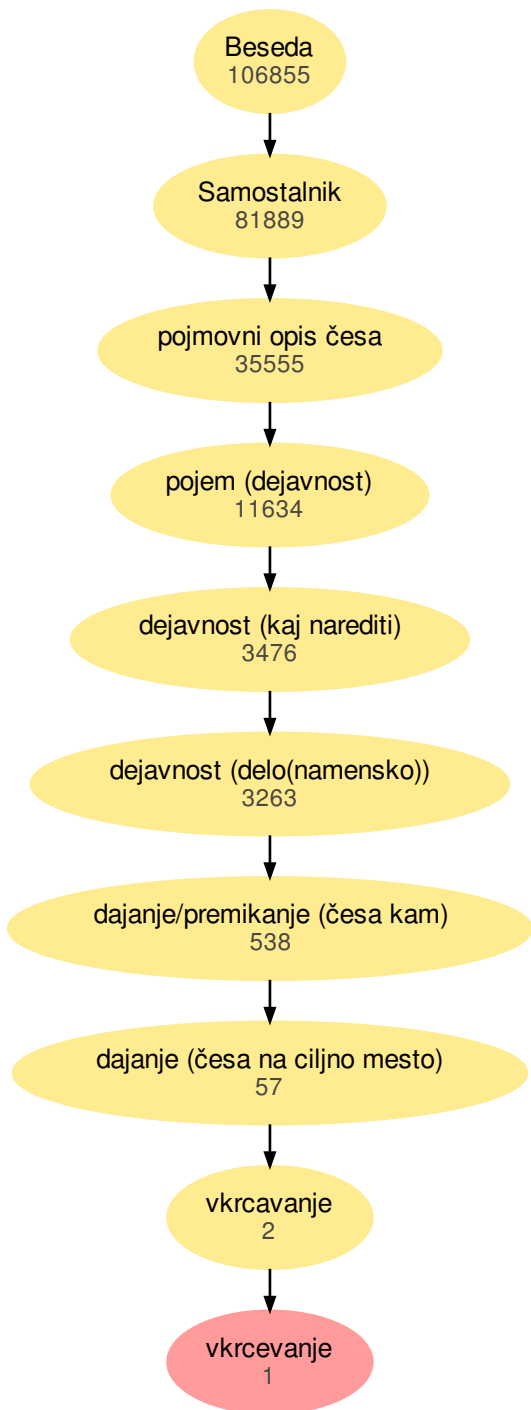 Beseda
106855
Samostalnik
81889
pojmovni opis česa
35555
pojem (dejavnost)
11634
dejavnost (kaj narediti)
3476
dejavnost (delo(namensko))
3263
dajanje/premikanje (česa kam)
538
dajanje (česa na ciljno mesto)
57
vkrcavanje
2
vkrcevanje
1